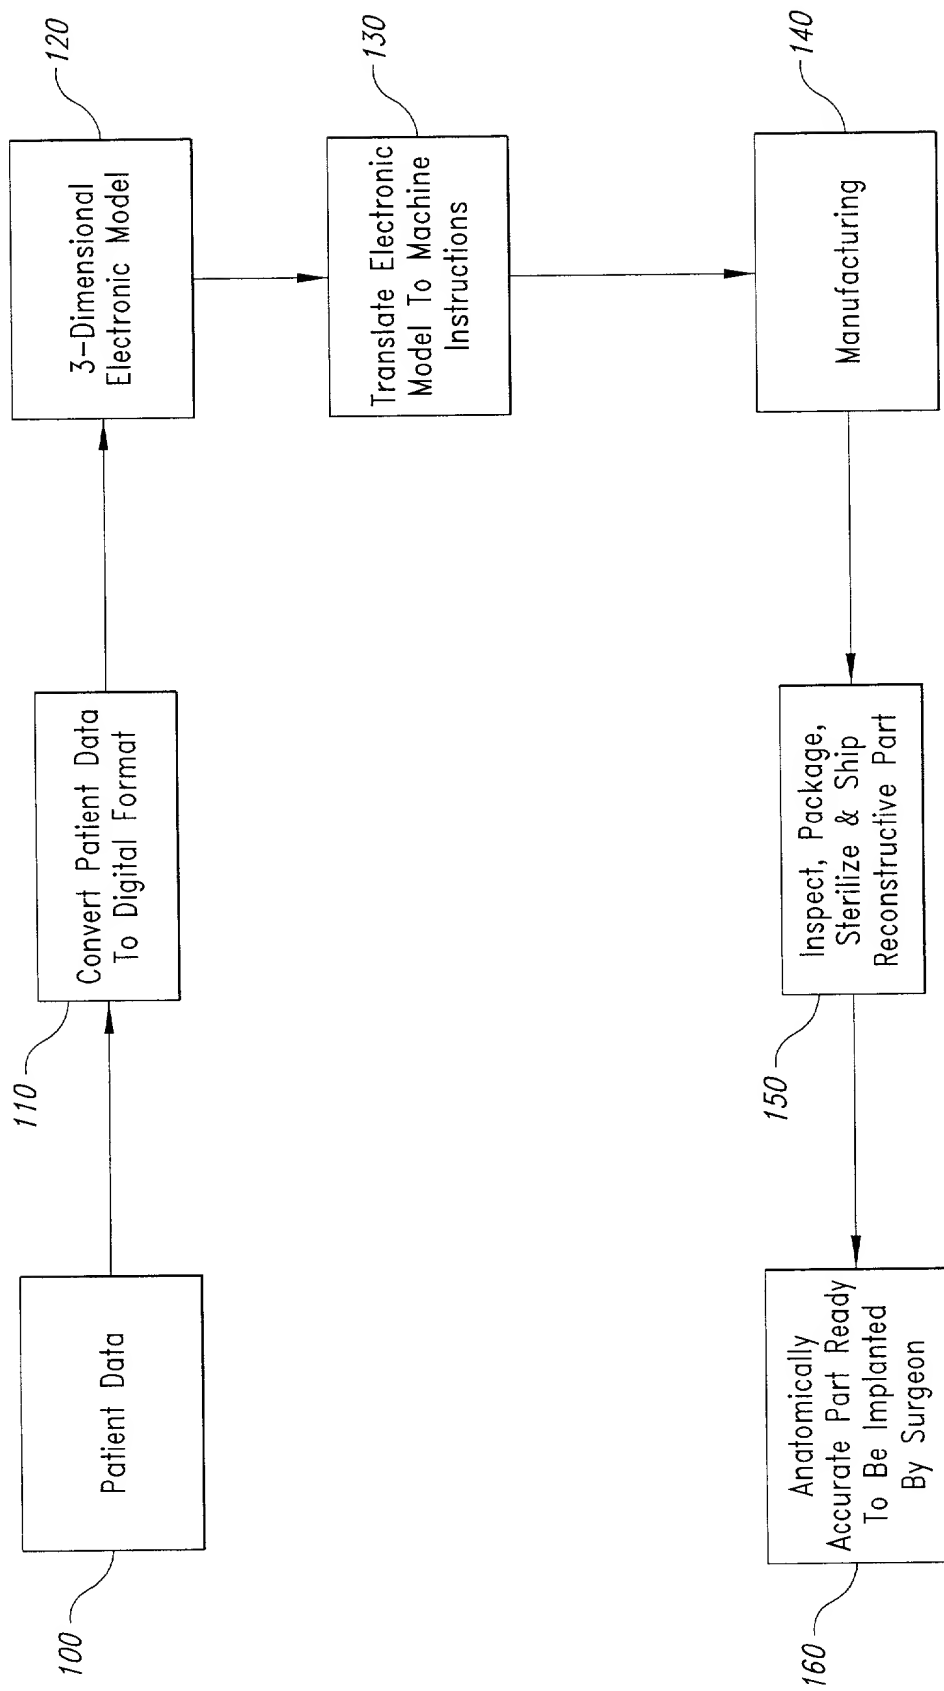 100
Patient Data
110
Convert Patient Data
To Digital Format
120
3-Dimensional
Electronic Model
130
Translate Electronic
Model To Machine
Instructions
140
Manufacturing
150
Inspect, Package,
Sterilize & Ship
Reconstructive Part
160
Anatomically
Accurate Part Ready
To Be Implanted
By Surgeon